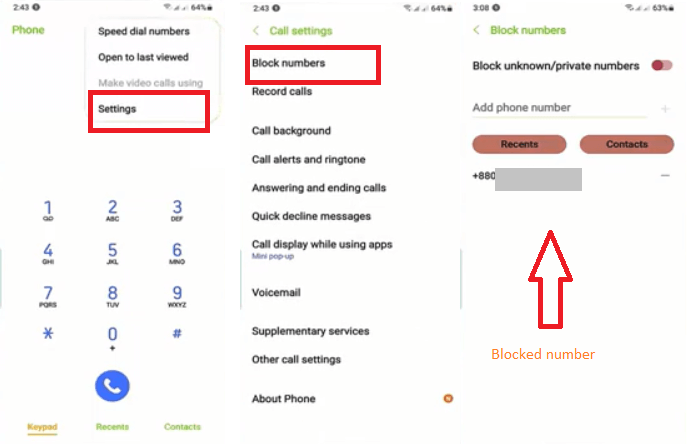 2:43 64%
Phone
Speed dial numbers
Open to last viewed
Make video calls using
Settings
1 2 3
ABC DEF
4 5 6
GHI JKL MNO
7 8 9
PQRS TUV WXYZ
* 0 #
+
Keypad Recents Contacts
2:43 64%
< Call settings
Block numbers
Record calls
Call background
Call alerts and ringtone
Answering and ending calls
Quick decline messages
Call display while using apps
Mini pop-up
Voicemail
Supplementary services
Other call settings
About Phone
3:08 63%
< Block numbers
Block unknown/private numbers
Add phone number +
Recents Contacts
+880 —
Blocked number